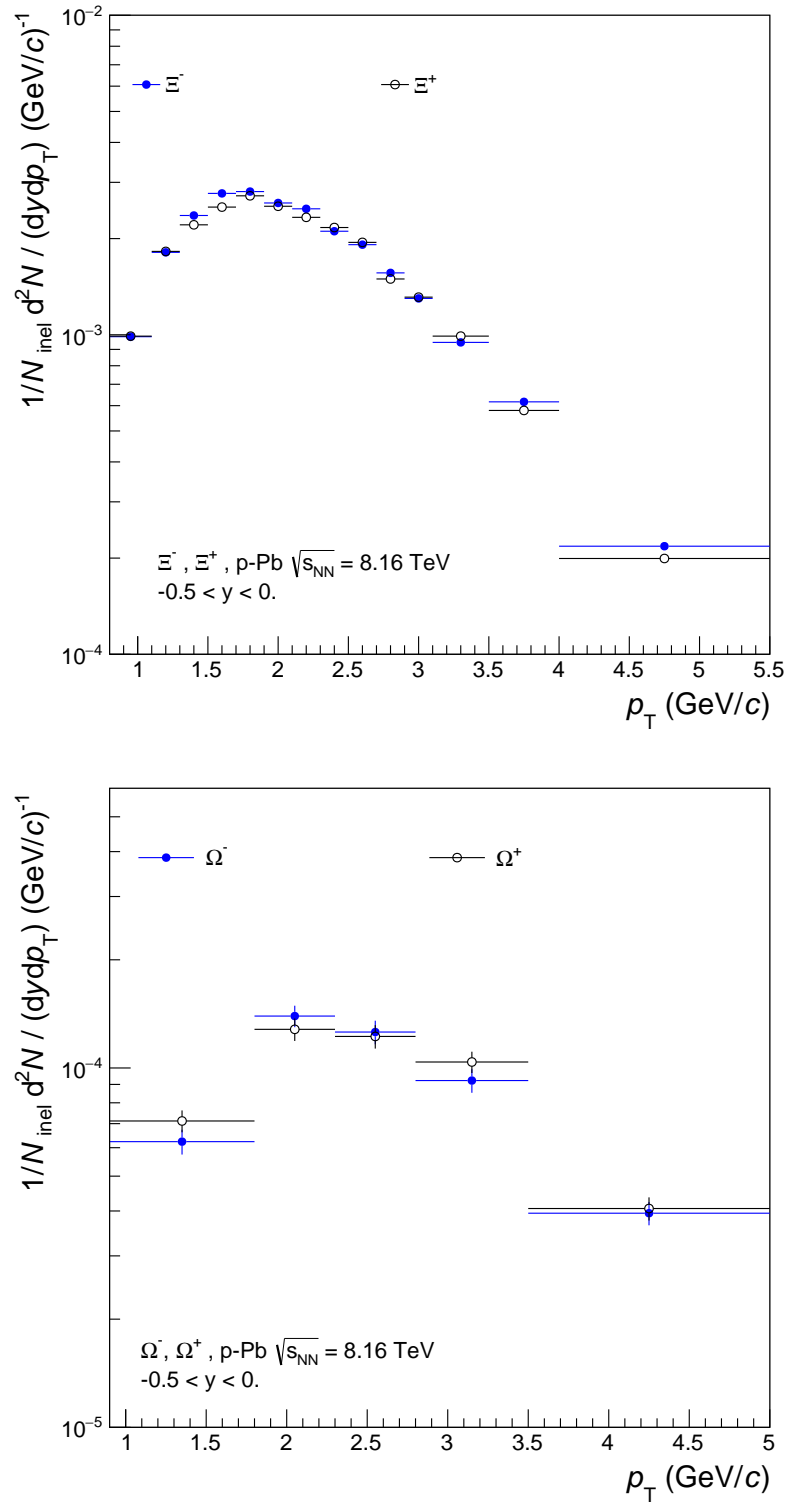 1/N_inel d²N / (dydp_T) (GeV/c)⁻¹
10⁻²
Ξ⁻ Ξ⁺
10⁻³
Ξ⁻ , Ξ⁺ , p-Pb √s_NN = 8.16 TeV
-0.5 < y < 0.
10⁻⁴
1 1.5 2 2.5 3 3.5 4 4.5 5 5.5
p_T (GeV/c)
1/N_inel d²N / (dydp_T) (GeV/c)⁻¹
Ω⁻ Ω⁺
10⁻⁴
Ω⁻, Ω⁺ , p-Pb √s_NN = 8.16 TeV
-0.5 < y < 0.
10⁻⁵
1 1.5 2 2.5 3 3.5 4 4.5 5
p_T (GeV/c)